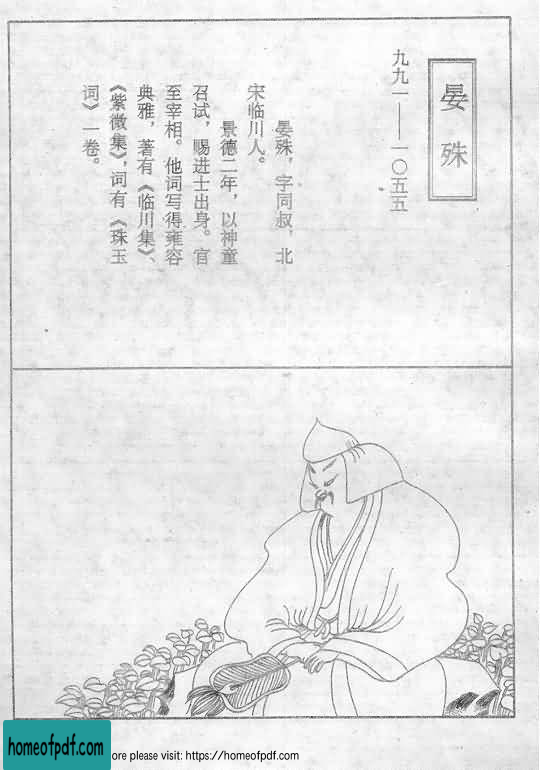 晏殊
九九一——一〇五五
晏殊，字同叔，北
宋临川人。
景德二年，以神童
召试，赐进士出身。官
至宰相。他词写得雍容
典雅，著有《临川集》、
《紫微集》，词有《珠玉
词》一卷。
homeofpdf.com
ore please visit: https://homeofpdf.com